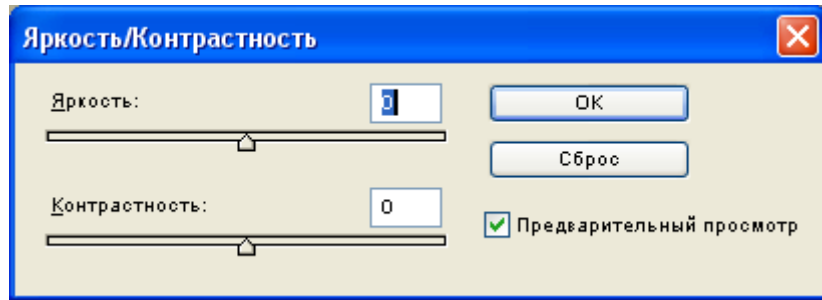 Яркость/Контрастность
Яркость: 0
OK
Сброс
Контрастность: 0
Предварительный просмотр